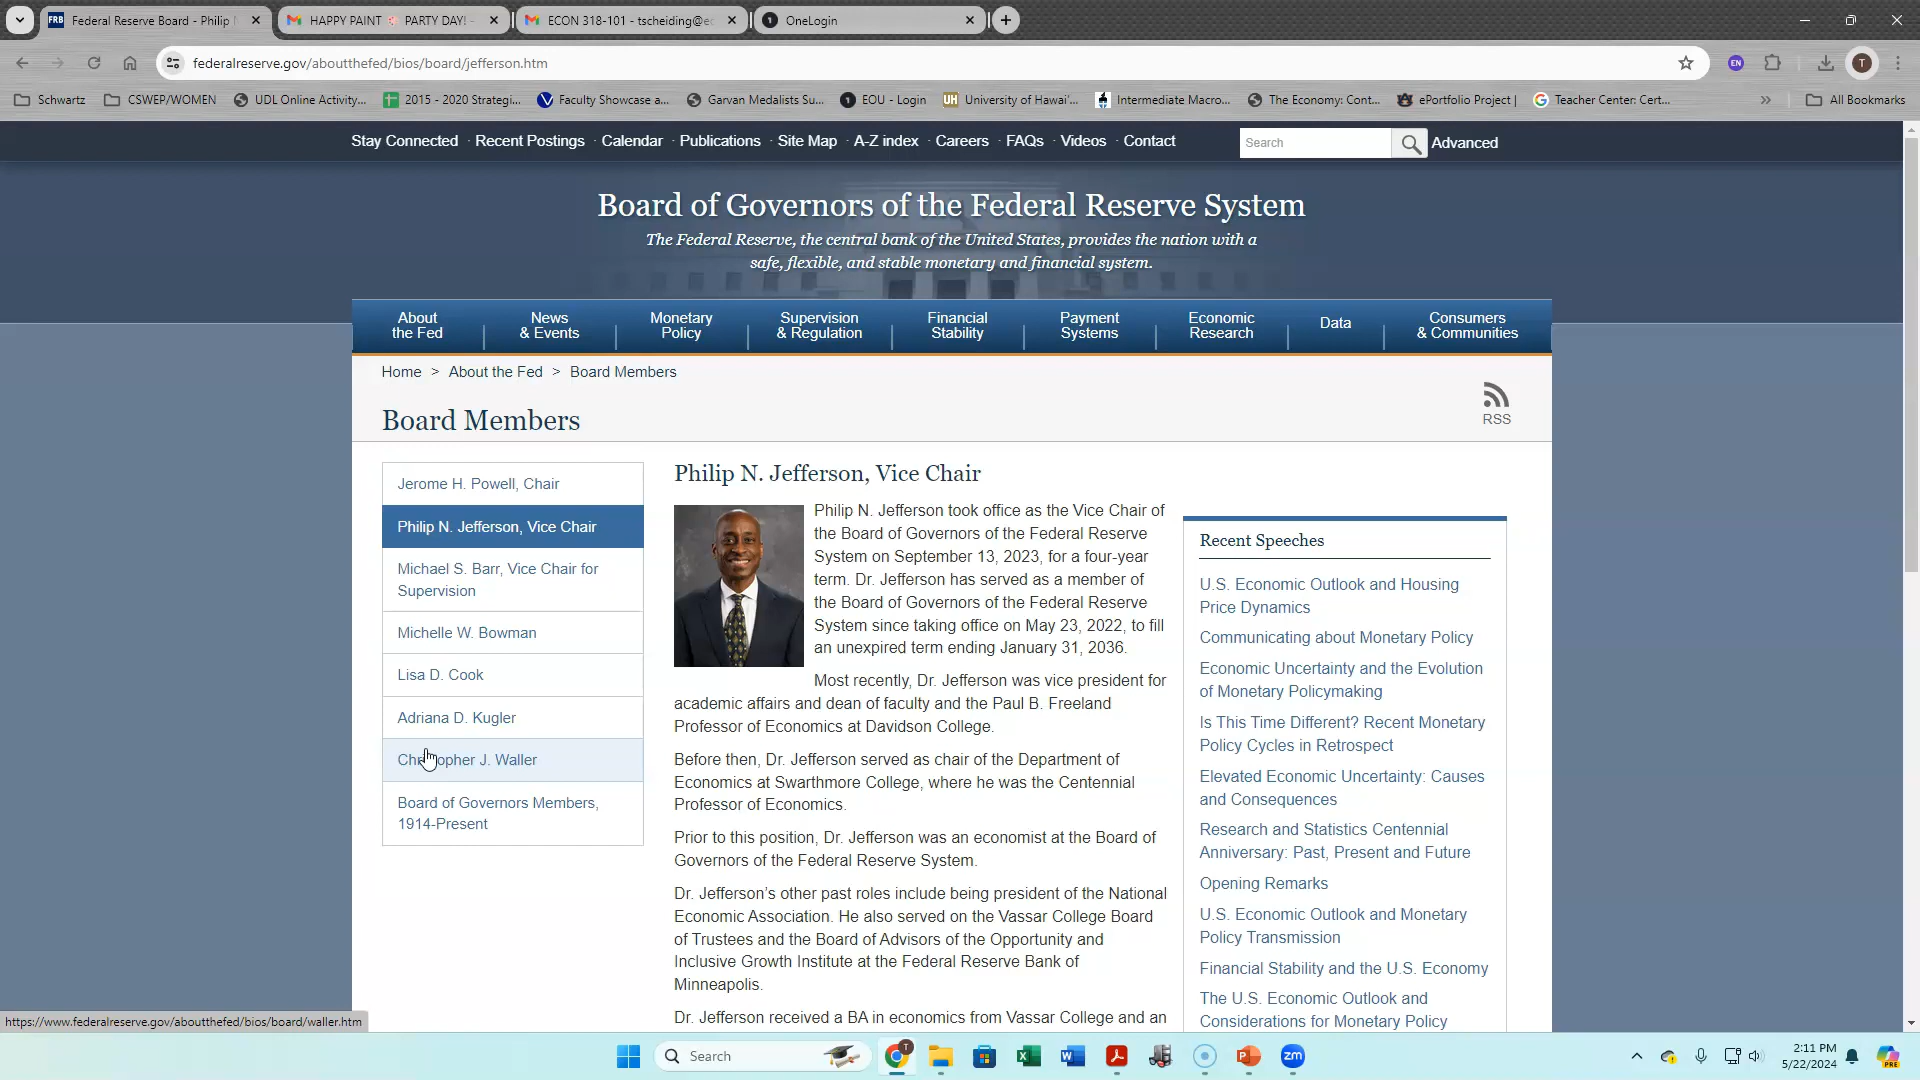 Federal Reserve Board - Philip
HAPPY PAINT PARTY DAY! -
ECON 318-101 - tscheiding@ec
OneLogin
federalreserve.gov/aboutthefed/bios/board/jefferson.htm
EN
T
Schwartz
CSWEP/WOMEN
UDL Online Activity...
2015 - 2020 Strategi...
Faculty Showcase a...
Garvan Medalists Su...
EOU - Login
University of Hawai'...
Intermediate Macro...
The Economy: Cont...
ePortfolio Project |
Teacher Center: Cert...
All Bookmarks
Stay Connected
Recent Postings
Calendar
Publications
Site Map
A-Z index
Careers
FAQs
Videos
Contact
Search
Advanced
Board of Governors of the Federal Reserve System
The Federal Reserve, the central bank of the United States, provides the nation with a
safe, flexible, and stable monetary and financial system.
About
the Fed
News
& Events
Monetary
Policy
Supervision
& Regulation
Financial
Stability
Payment
Systems
Economic
Research
Data
Consumers
& Communities
Home > About the Fed > Board Members
RSS
Board Members
Jerome H. Powell, Chair
Philip N. Jefferson, Vice Chair
Michael S. Barr, Vice Chair for
Supervision
Michelle W. Bowman
Lisa D. Cook
Adriana D. Kugler
Christopher J. Waller
Board of Governors Members,
1914-Present
Philip N. Jefferson, Vice Chair
Philip N. Jefferson took office as the Vice Chair of
the Board of Governors of the Federal Reserve
System on September 13, 2023, for a four-year
term. Dr. Jefferson has served as a member of
the Board of Governors of the Federal Reserve
System since taking office on May 23, 2022, to fill
an unexpired term ending January 31, 2036.
Most recently, Dr. Jefferson was vice president for
academic affairs and dean of faculty and the Paul B. Freeland
Professor of Economics at Davidson College.
Before then, Dr. Jefferson served as chair of the Department of
Economics at Swarthmore College, where he was the Centennial
Professor of Economics.
Prior to this position, Dr. Jefferson was an economist at the Board of
Governors of the Federal Reserve System.
Dr. Jefferson's other past roles include being president of the National
Economic Association. He also served on the Vassar College Board
of Trustees and the Board of Advisors of the Opportunity and
Inclusive Growth Institute at the Federal Reserve Bank of
Minneapolis.
Dr. Jefferson received a BA in economics from Vassar College and an
Recent Speeches
U.S. Economic Outlook and Housing
Price Dynamics
Communicating about Monetary Policy
Economic Uncertainty and the Evolution
of Monetary Policymaking
Is This Time Different? Recent Monetary
Policy Cycles in Retrospect
Elevated Economic Uncertainty: Causes
and Consequences
Research and Statistics Centennial
Anniversary: Past, Present and Future
Opening Remarks
U.S. Economic Outlook and Monetary
Policy Transmission
Financial Stability and the U.S. Economy
The U.S. Economic Outlook and
Considerations for Monetary Policy
https://www.federalreserve.gov/aboutthefed/bios/board/waller.htm
Search
zm
2:11 PM
5/22/2024